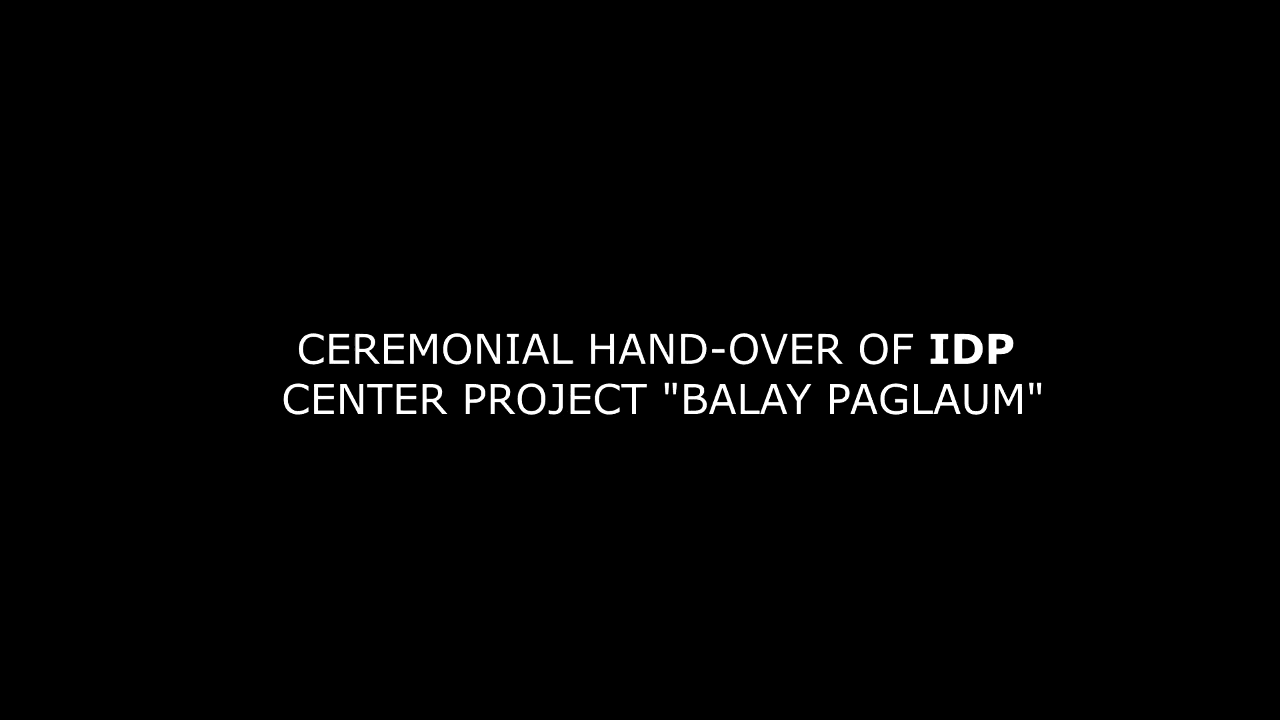 CEREMONIAL HAND-OVER OF IDP
CENTER PROJECT "BALAY PAGLAUM"